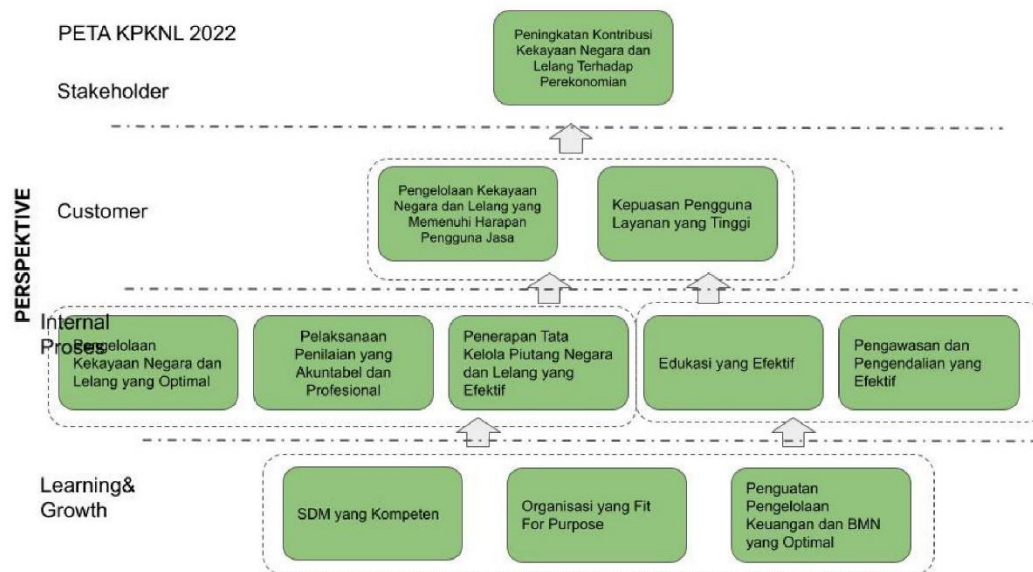 PETA KPKNL 2022
Peningkatan Kontribusi
Kekayaan Negara dan
Lelang Terhadap
Perekonomian
Stakeholder
PERSPEKTIVE
Customer
Pengelolaan Kekayaan
Negara dan Lelang yang
Memenuhi Harapan
Pengguna Jasa
Kepuasan Pengguna
Layanan yang Tinggi
Internal
Proses
Pengelolaan
Kekayaan Negara dan
Lelang yang Optimal
Pelaksanaan
Penilaian yang
Akuntabel dan
Profesional
Penerapan Tata
Kelola Piutang Negara
dan Lelang yang
Efektif
Edukasi yang Efektif
Pengawasan dan
Pengendalian yang
Efektif
Learning&
Growth
SDM yang Kompeten
Organisasi yang Fit
For Purpose
Penguatan
Pengelolaan
Keuangan dan BMN
yang Optimal